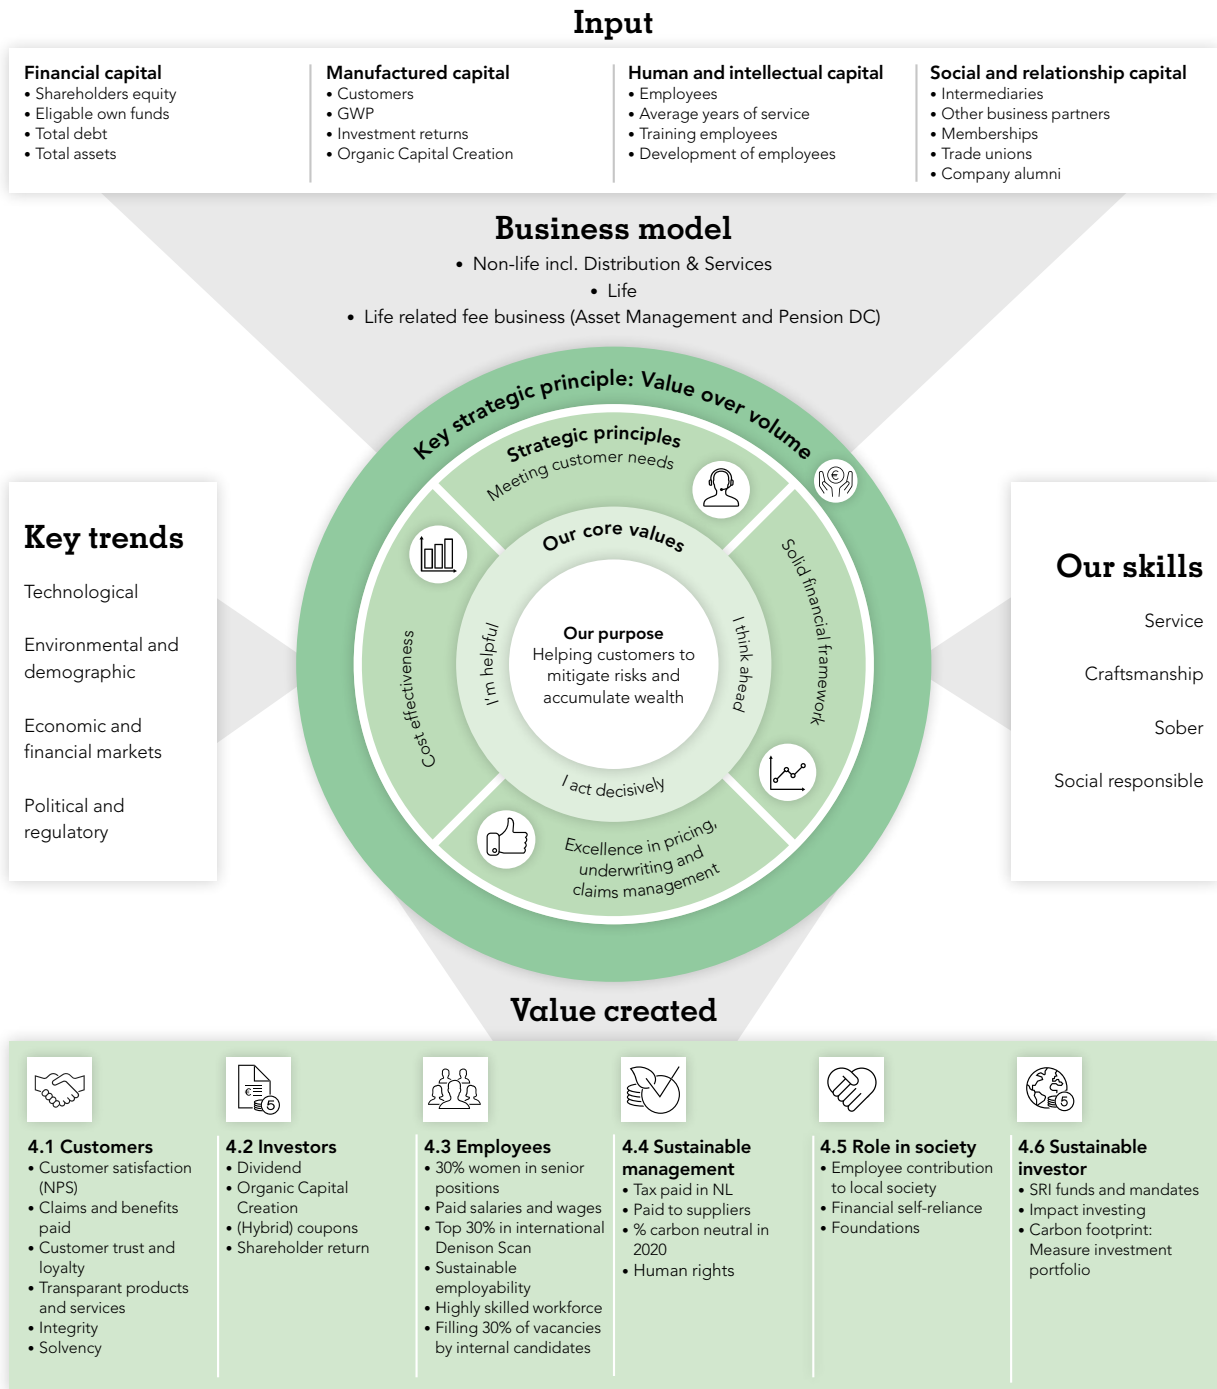 Input
Financial capital
• Shareholders equity
• Eligable own funds
• Total debt
• Total assets
Manufactured capital
• Customers
• GWP
• Investment returns
• Organic Capital Creation
Human and intellectual capital
• Employees
• Average years of service
• Training employees
• Development of employees
Social and relationship capital
• Intermediaries
• Other business partners
• Memberships
• Trade unions
• Company alumni
Business model
• Non-life incl. Distribution & Services
• Life
• Life related fee business (Asset Management and Pension DC)
Key strategic principle: Value over volume
Strategic principles
Meeting customer needs
Solid financial framework
Excellence in pricing,
underwriting and
claims management
Cost effectiveness
Our core values
I think ahead
I act decisively
I'm helpful
Our purpose
Helping customers to
mitigate risks and
accumulate wealth
€
Key trends
Technological
Environmental and
demographic
Economic and
financial markets
Political and
regulatory
Our skills
Service
Craftsmanship
Sober
Social responsible
Value created
4.1 Customers
• Customer satisfaction
(NPS)
• Claims and benefits
paid
• Customer trust and
loyalty
• Transparant products
and services
• Integrity
• Solvency
€
5
4.2 Investors
• Dividend
• Organic Capital
Creation
• (Hybrid) coupons
• Shareholder return
4.3 Employees
• 30% women in senior
positions
• Paid salaries and wages
• Top 30% in international
Denison Scan
• Sustainable
employability
• Highly skilled workforce
• Filling 30% of vacancies
by internal candidates
4.4 Sustainable
management
• Tax paid in NL
• Paid to suppliers
• % carbon neutral in
2020
• Human rights
4.5 Role in society
• Employee contribution
to local society
• Financial self-reliance
• Foundations
5
4.6 Sustainable
investor
• SRI funds and mandates
• Impact investing
• Carbon footprint:
Measure investment
portfolio